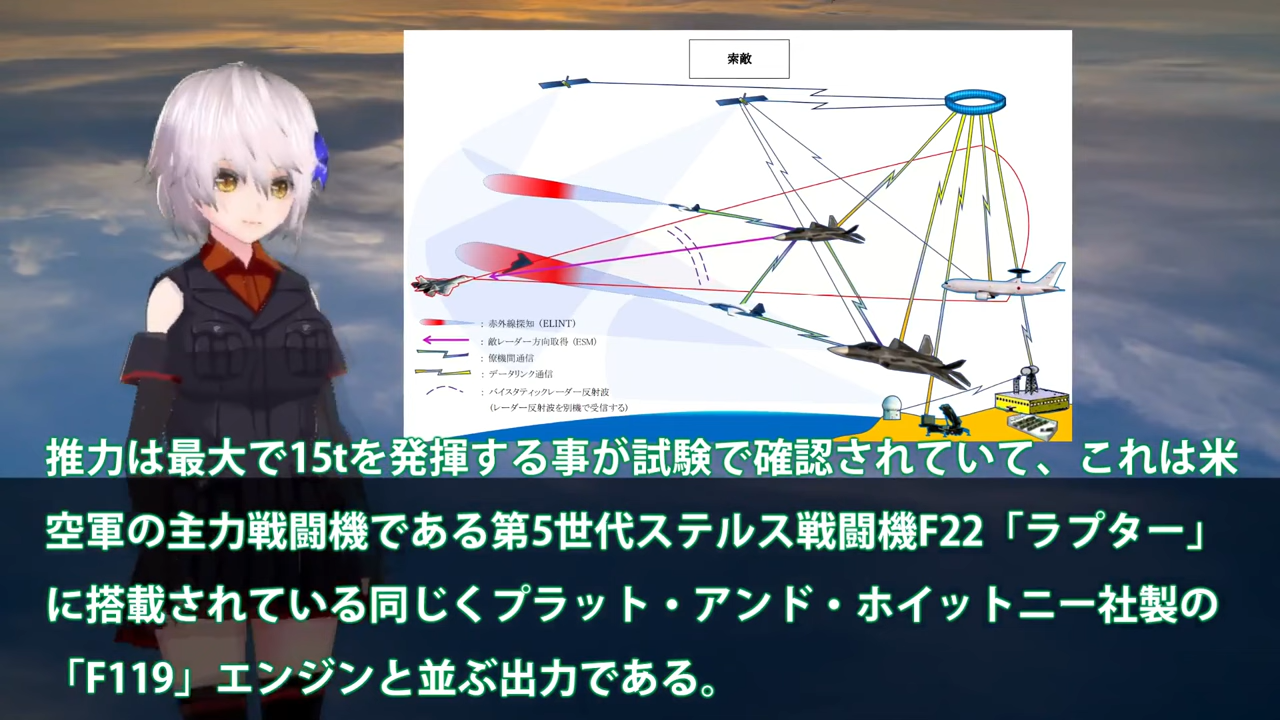 索敵
： 赤外線探知（ELINT）
： 敵レーダー方向取得（ESM）
： 僚機間通信
： データリンク通信
： バイスタティックレーダー反射波
（レーダー反射波を別機で受信する）
推力は最大で15tを発揮する事が試験で確認されていて、これは米
空軍の主力戦闘機である第5世代ステルス戦闘機F22「ラプター」
に搭載されている同じくプラット・アンド・ホイットニー社製の
「F119」エンジンと並ぶ出力である。